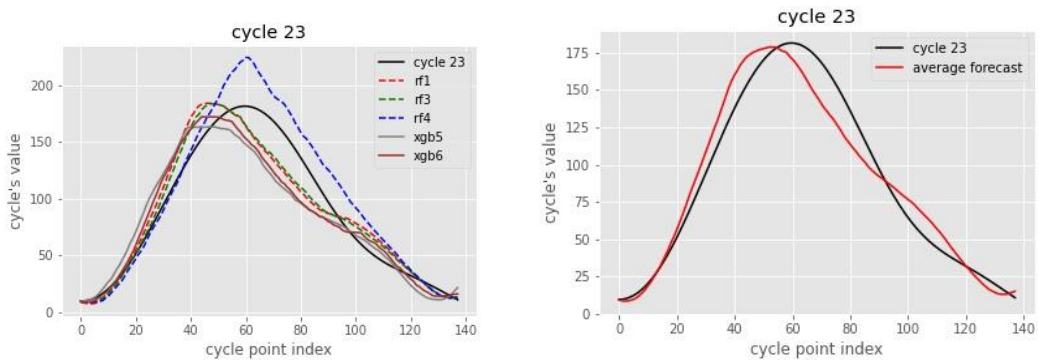 cycle 23
200
150
100
50
0
cycle's value
cycle 23
rf1
rf3
rf4
xgb5
xgb6
0 20 40 60 80 100 120 140
cycle point index
cycle 23
175
150
125
100
75
50
25
0
cycle's value
cycle 23
average forecast
0 20 40 60 80 100 120 140
cycle point index